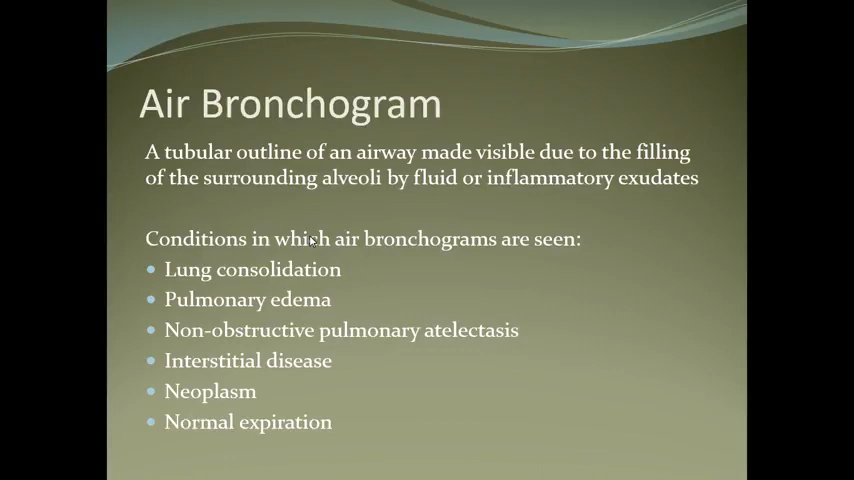 Air Bronchogram
A tubular outline of an airway made visible due to the filling
of the surrounding alveoli by fluid or inflammatory exudates
Conditions in which air bronchograms are seen:
• Lung consolidation
• Pulmonary edema
• Non-obstructive pulmonary atelectasis
• Interstitial disease
• Neoplasm
• Normal expiration